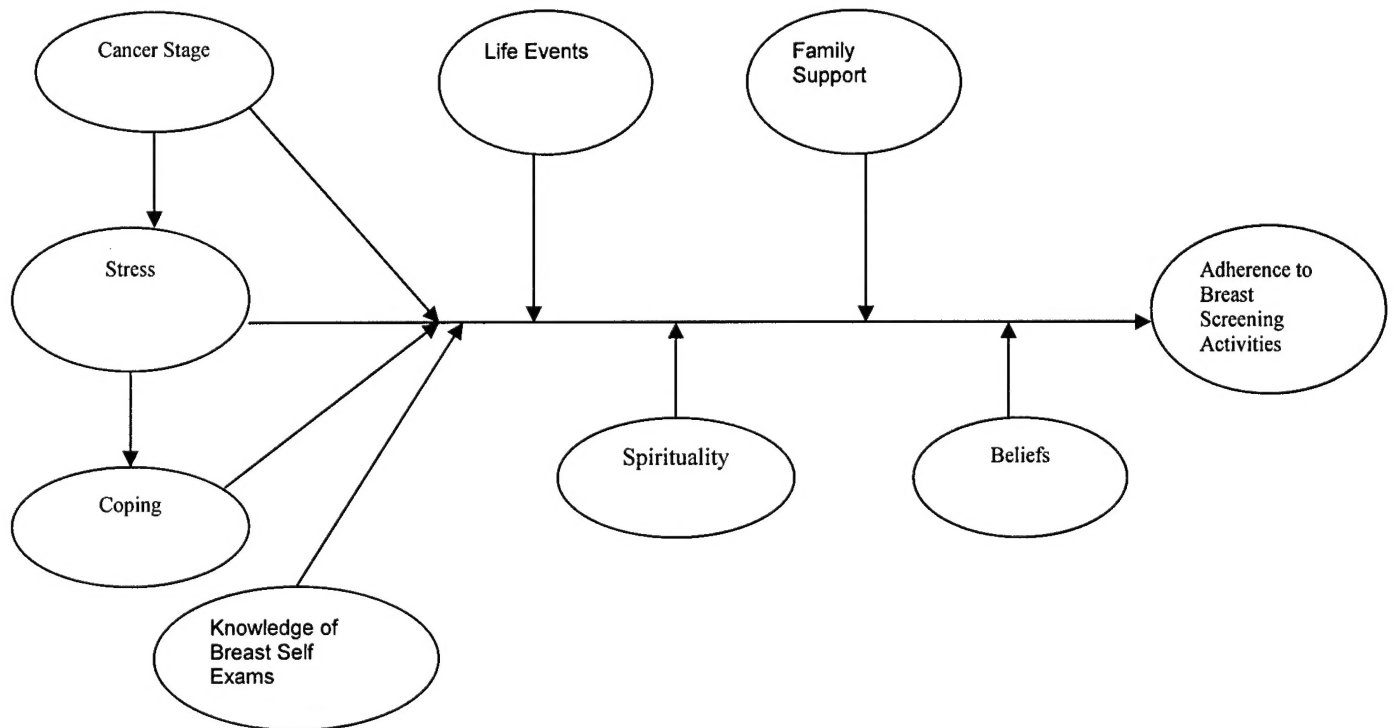 Cancer Stage
Life Events
Family
Support
Stress
Adherence to
Breast
Screening
Activities
Spirituality
Beliefs
Coping
Knowledge of
Breast Self
Exams